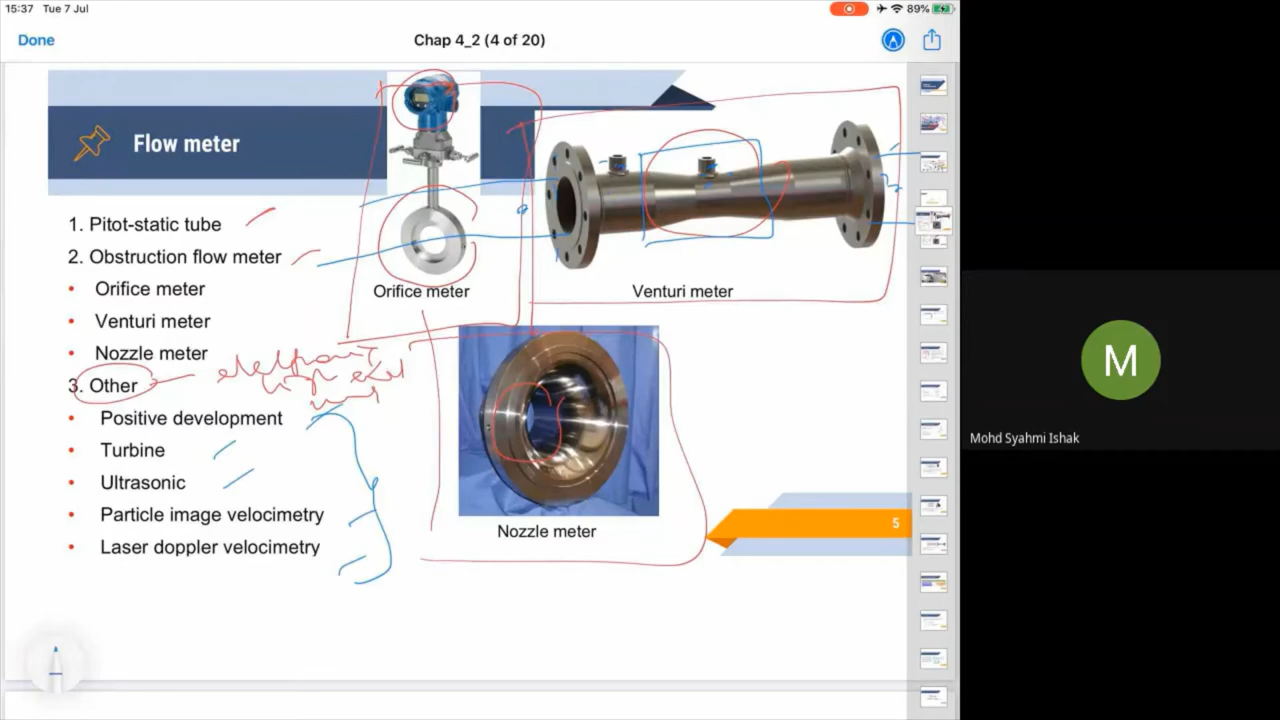 15:37 Tue 7 Jul
89%
Done
Chap 4_2 (4 of 20)
Flow meter
1. Pitot-static tube
2. Obstruction flow meter
• Orifice meter
• Venturi meter
• Nozzle meter
3. Other
• Positive development
• Turbine
• Ultrasonic
• Particle image velocimetry
• Laser doppler velocimetry
Orifice meter
Venturi meter
Nozzle meter
5
M
Mohd Syahmi Ishak